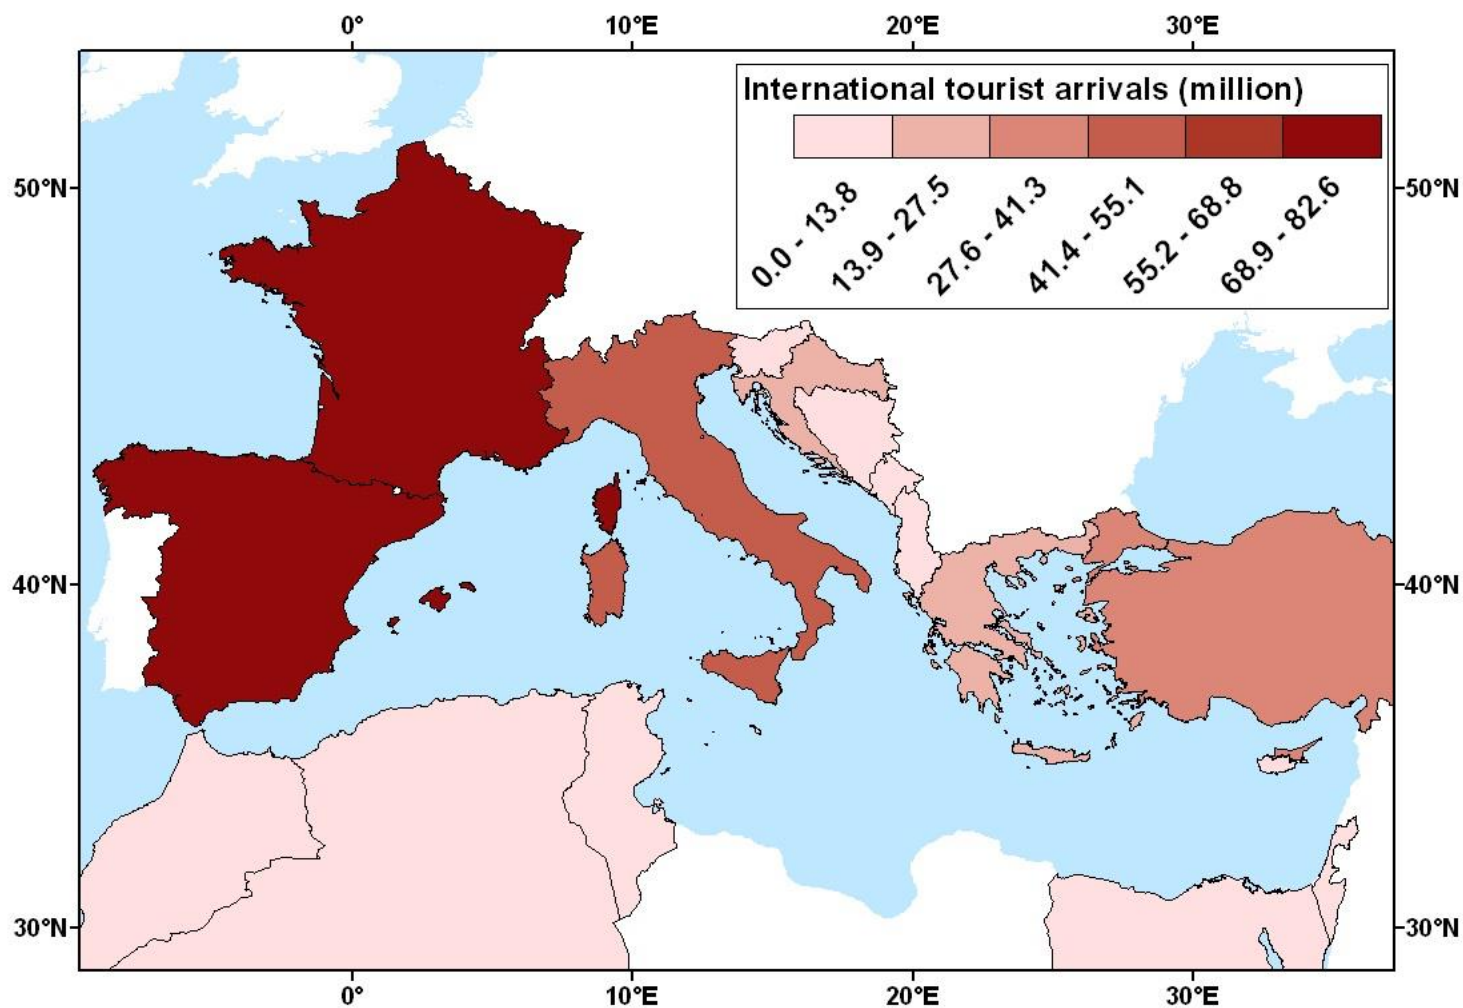 0° 10°E 20°E 30°E
International tourist arrivals (million)
0.0 - 13.8
13.9 - 27.5
27.6 - 41.3
41.4 - 55.1
55.2 - 68.8
68.9 - 82.6
50°N 50°N
40°N 40°N
30°N 30°N
0° 10°E 20°E 30°E